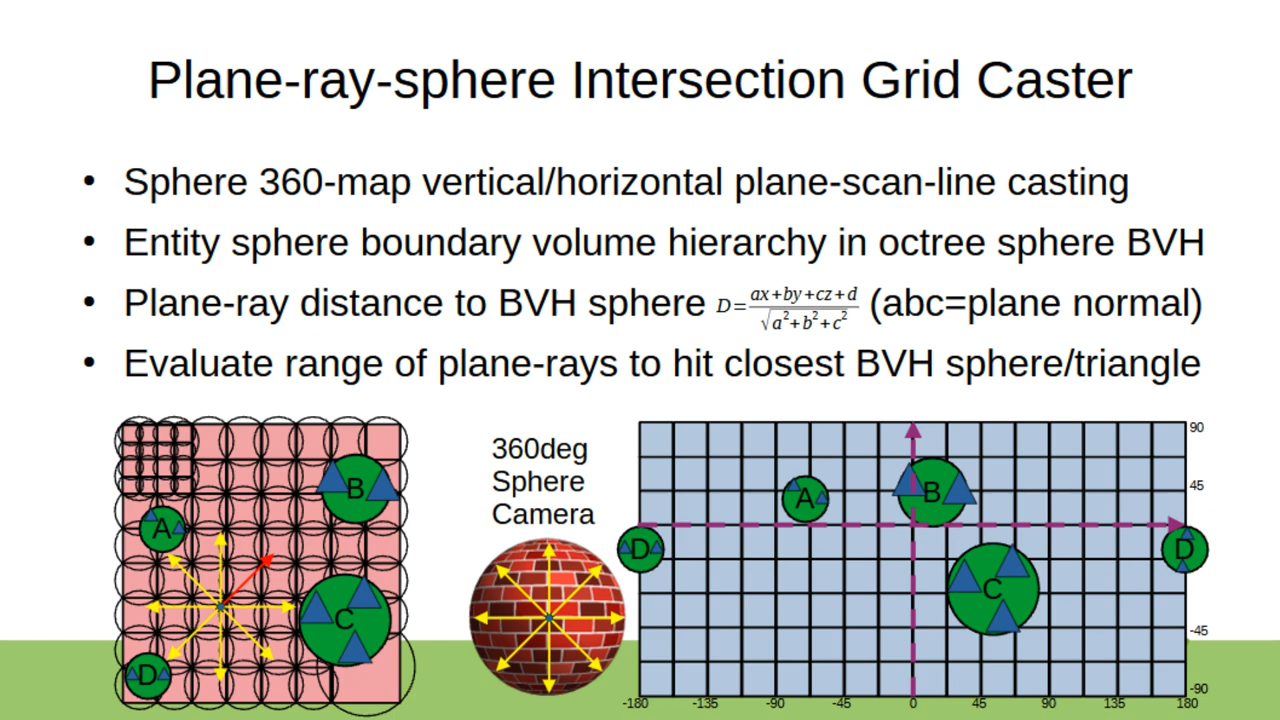 Plane-ray-sphere Intersection Grid Caster
• Sphere 360-map vertical/horizontal plane-scan-line casting
• Entity sphere boundary volume hierarchy in octree sphere BVH
• Plane-ray distance to BVH sphere D=(ax+by+cz+d)/√(a²+b²+c²) (abc=plane normal)
• Evaluate range of plane-rays to hit closest BVH sphere/triangle
B
A
C
D
360deg
Sphere
Camera
90
45
-45
-90
A
B
D
D
C
-180 -135 -90 -45 0 45 90 135 180